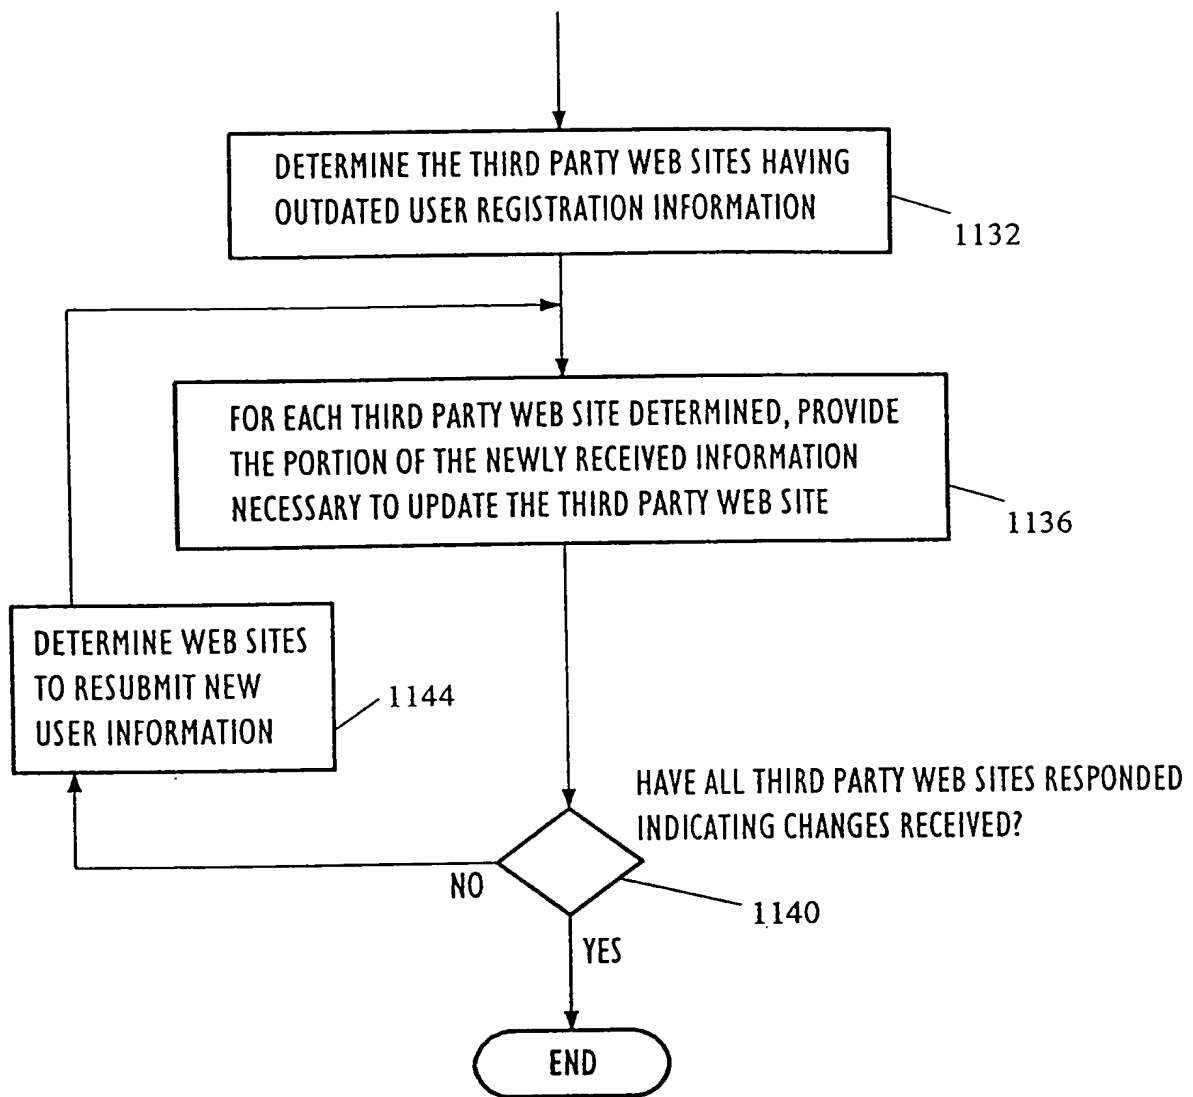 DETERMINE THE THIRD PARTY WEB SITES HAVING
OUTDATED USER REGISTRATION INFORMATION
1132
FOR EACH THIRD PARTY WEB SITE DETERMINED, PROVIDE
THE PORTION OF THE NEWLY RECEIVED INFORMATION
NECESSARY TO UPDATE THE THIRD PARTY WEB SITE
1136
DETERMINE WEB SITES
TO RESUBMIT NEW
USER INFORMATION
1144
HAVE ALL THIRD PARTY WEB SITES RESPONDED
INDICATING CHANGES RECEIVED?
NO
1140
YES
END